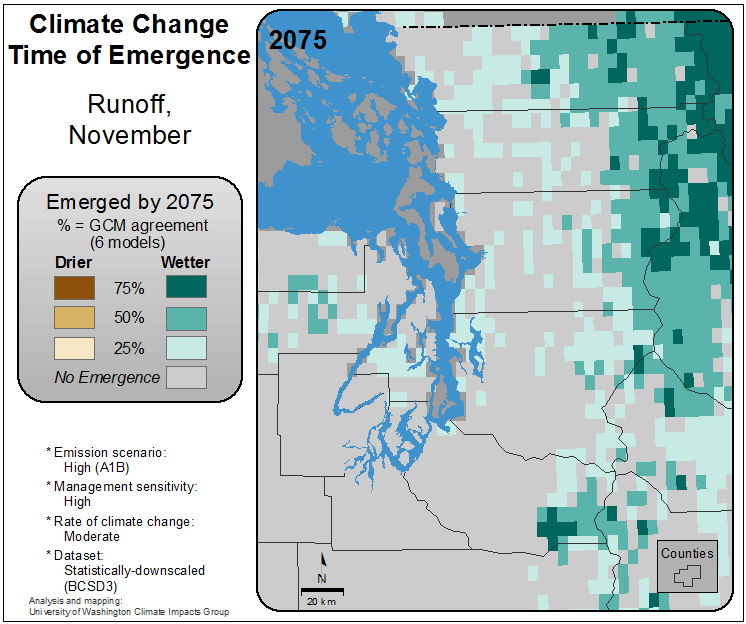 Climate Change
Time of Emergence
Runoff,
November
Emerged by 2075
% = GCM agreement
(6 models)
Drier Wetter
75%
50%
25%
No Emergence
* Emission scenario:
High (A1B)
* Management sensitivity:
High
* Rate of climate change:
Moderate
* Dataset:
Statistically-downscaled
(BCSD3)
Analysis and mapping:
University of Washington Climate Impacts Group
2075
N
20 km
Counties